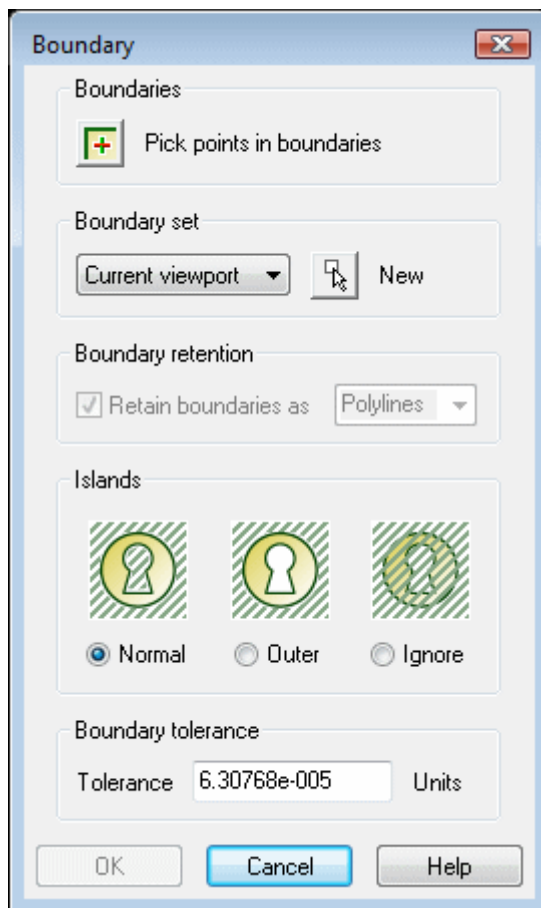 Boundary
Boundaries
Pick points in boundaries
Boundary set
Current viewport New
Boundary retention
Retain boundaries as Polylines
Islands
Normal Outer Ignore
Boundary tolerance
Tolerance 6.30768e-005 Units
OK Cancel Help